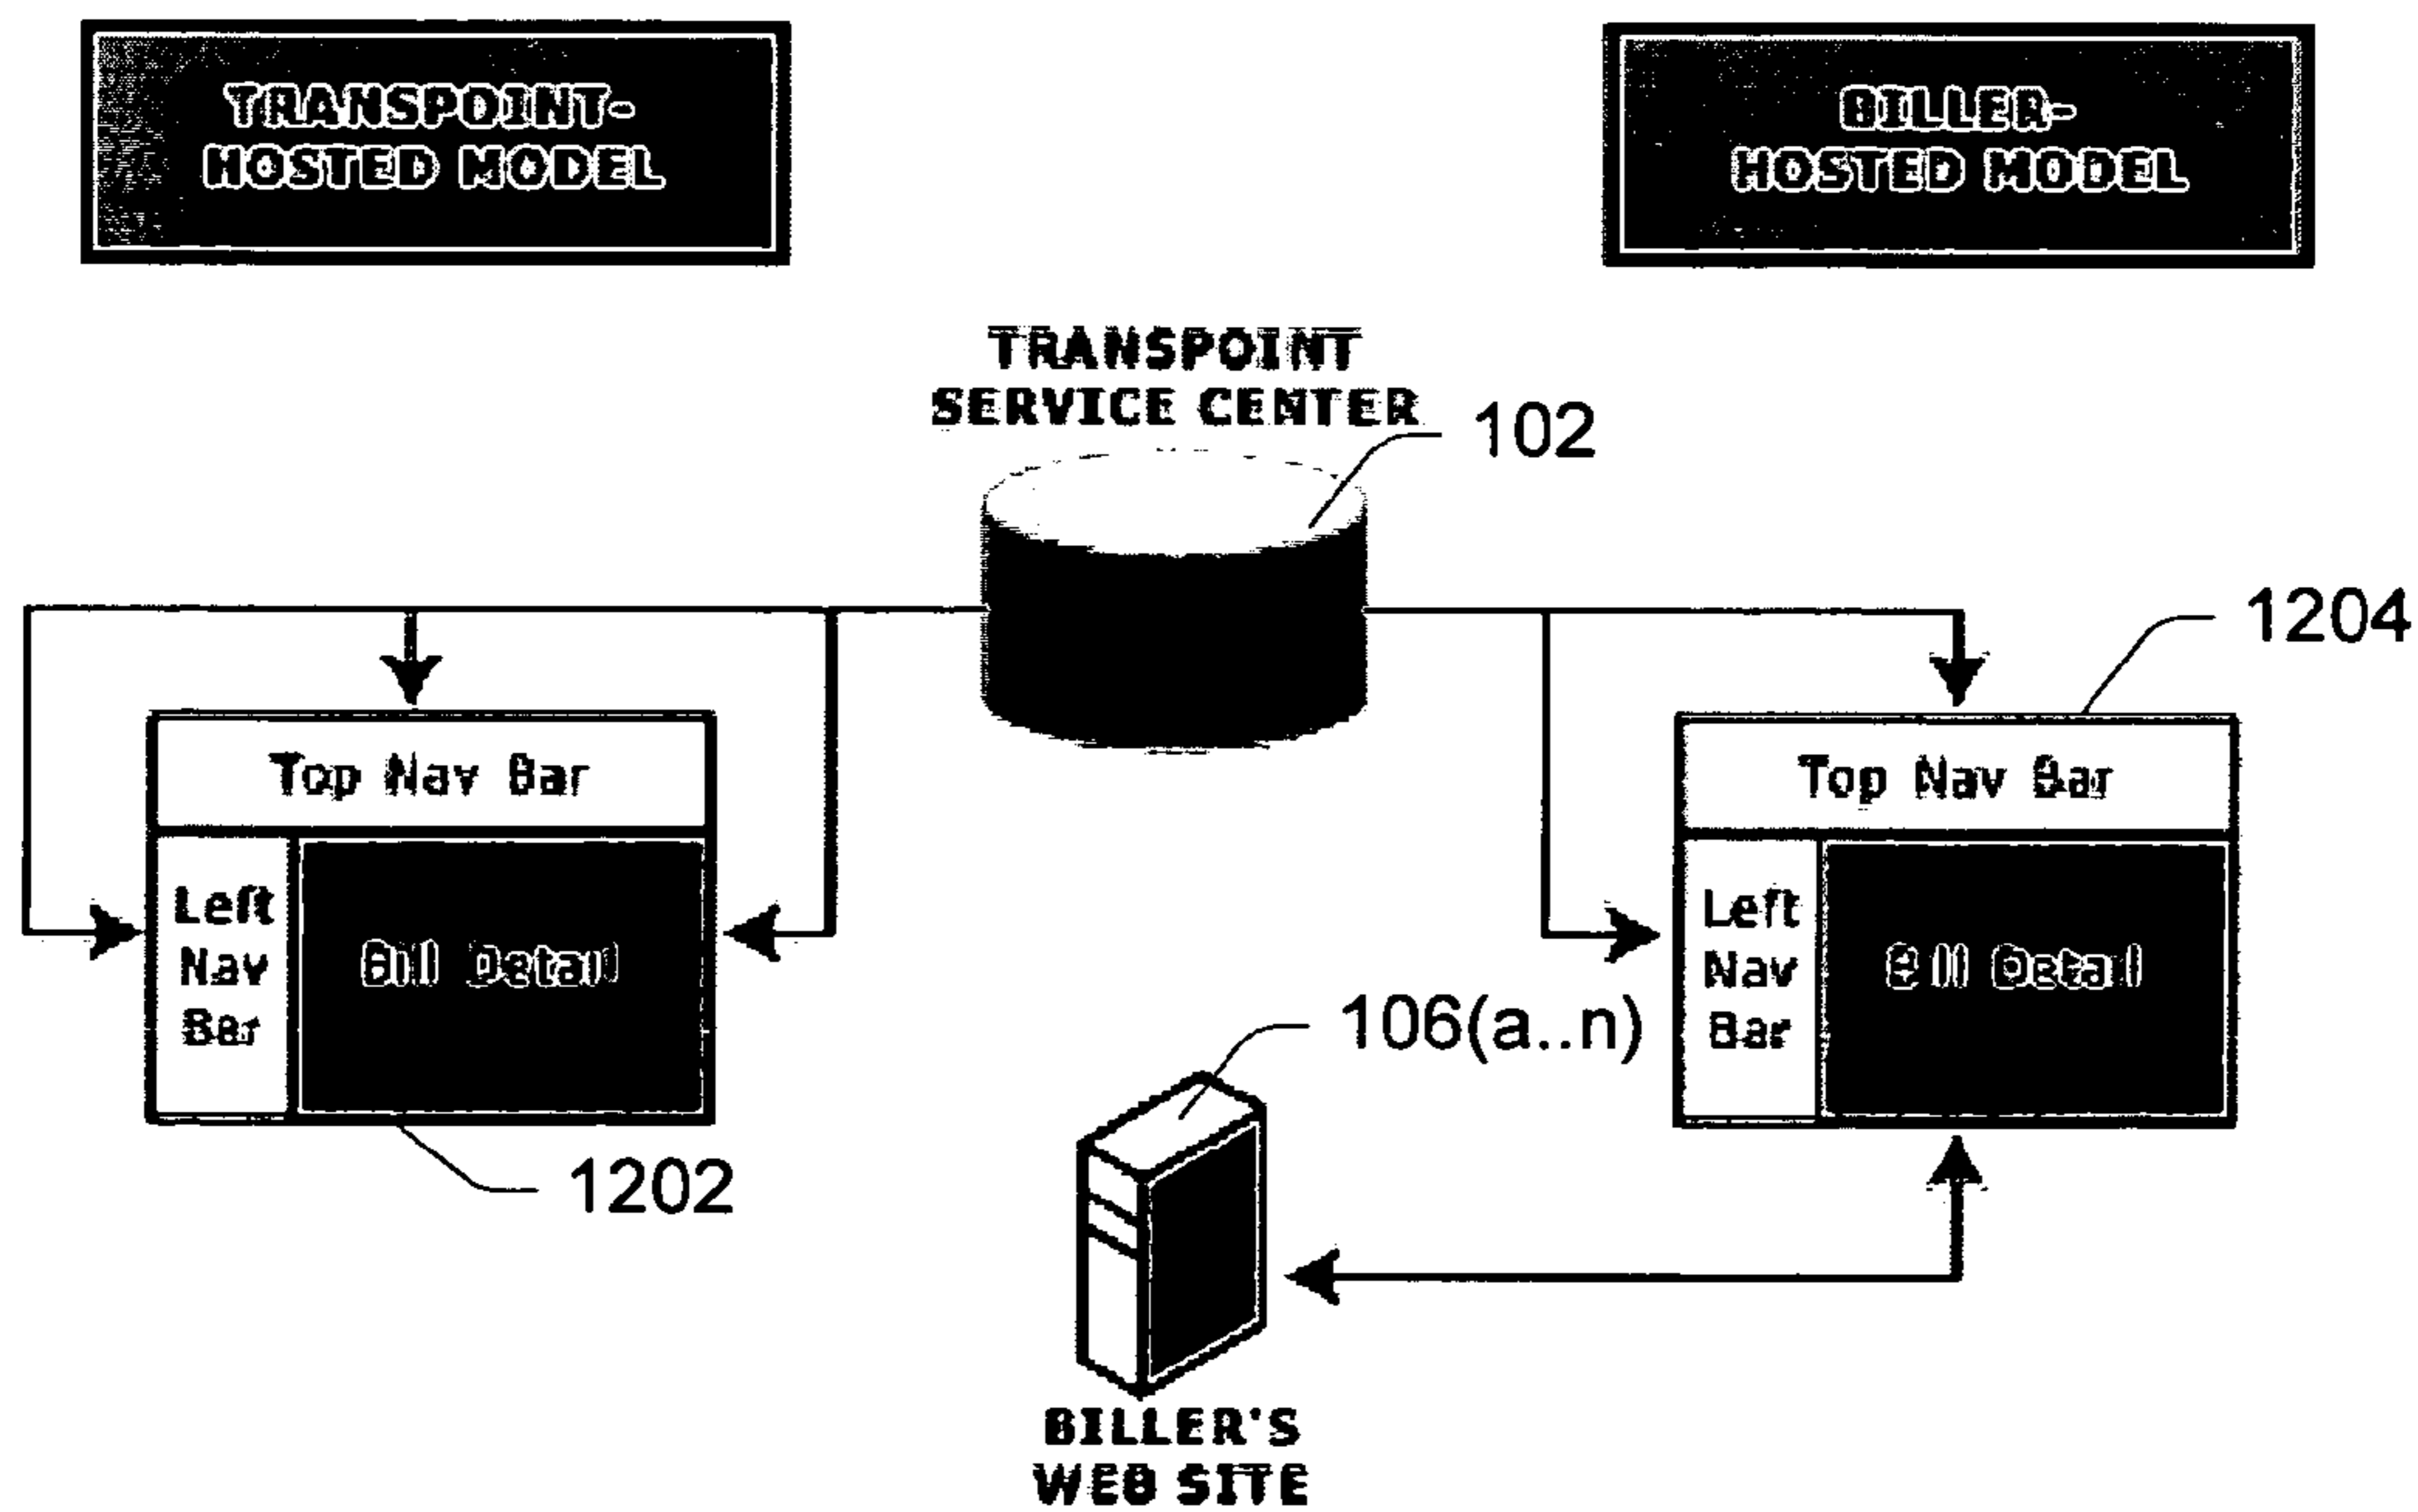 TRANSPOINT-
HOSTED MODEL
BILLER-
HOSTED MODEL
TRANSPOINT
SERVICE CENTER
102
1204
Top Nav Bar
Left
Nav
Bar
Bill Detail
1202
Top Nav Bar
Left
Nav
Bar
Bill Detail
106(a..n)
BILLER'S
WEB SITE